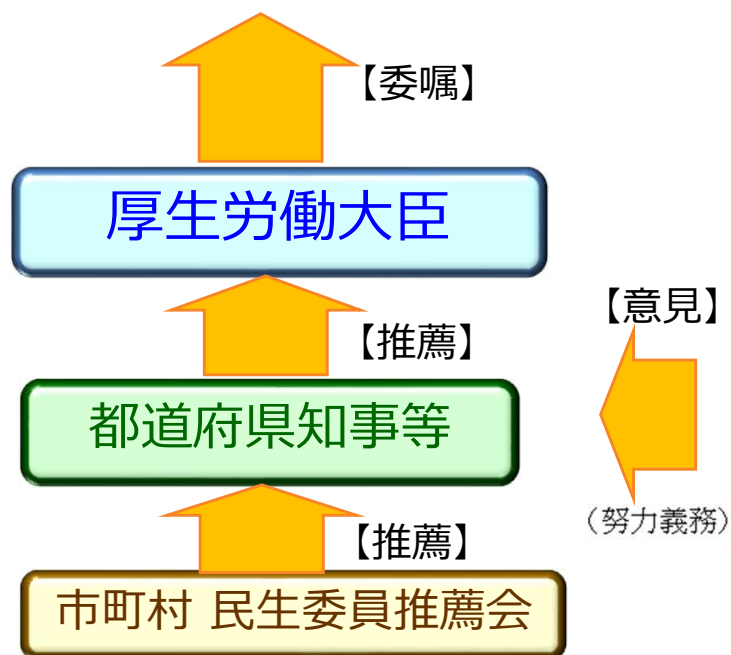 【委嘱】
厚生労働大臣
【意見】
【推薦】
都道府県知事等
(努力義務)
【推薦】
市町村 民生委員推薦会